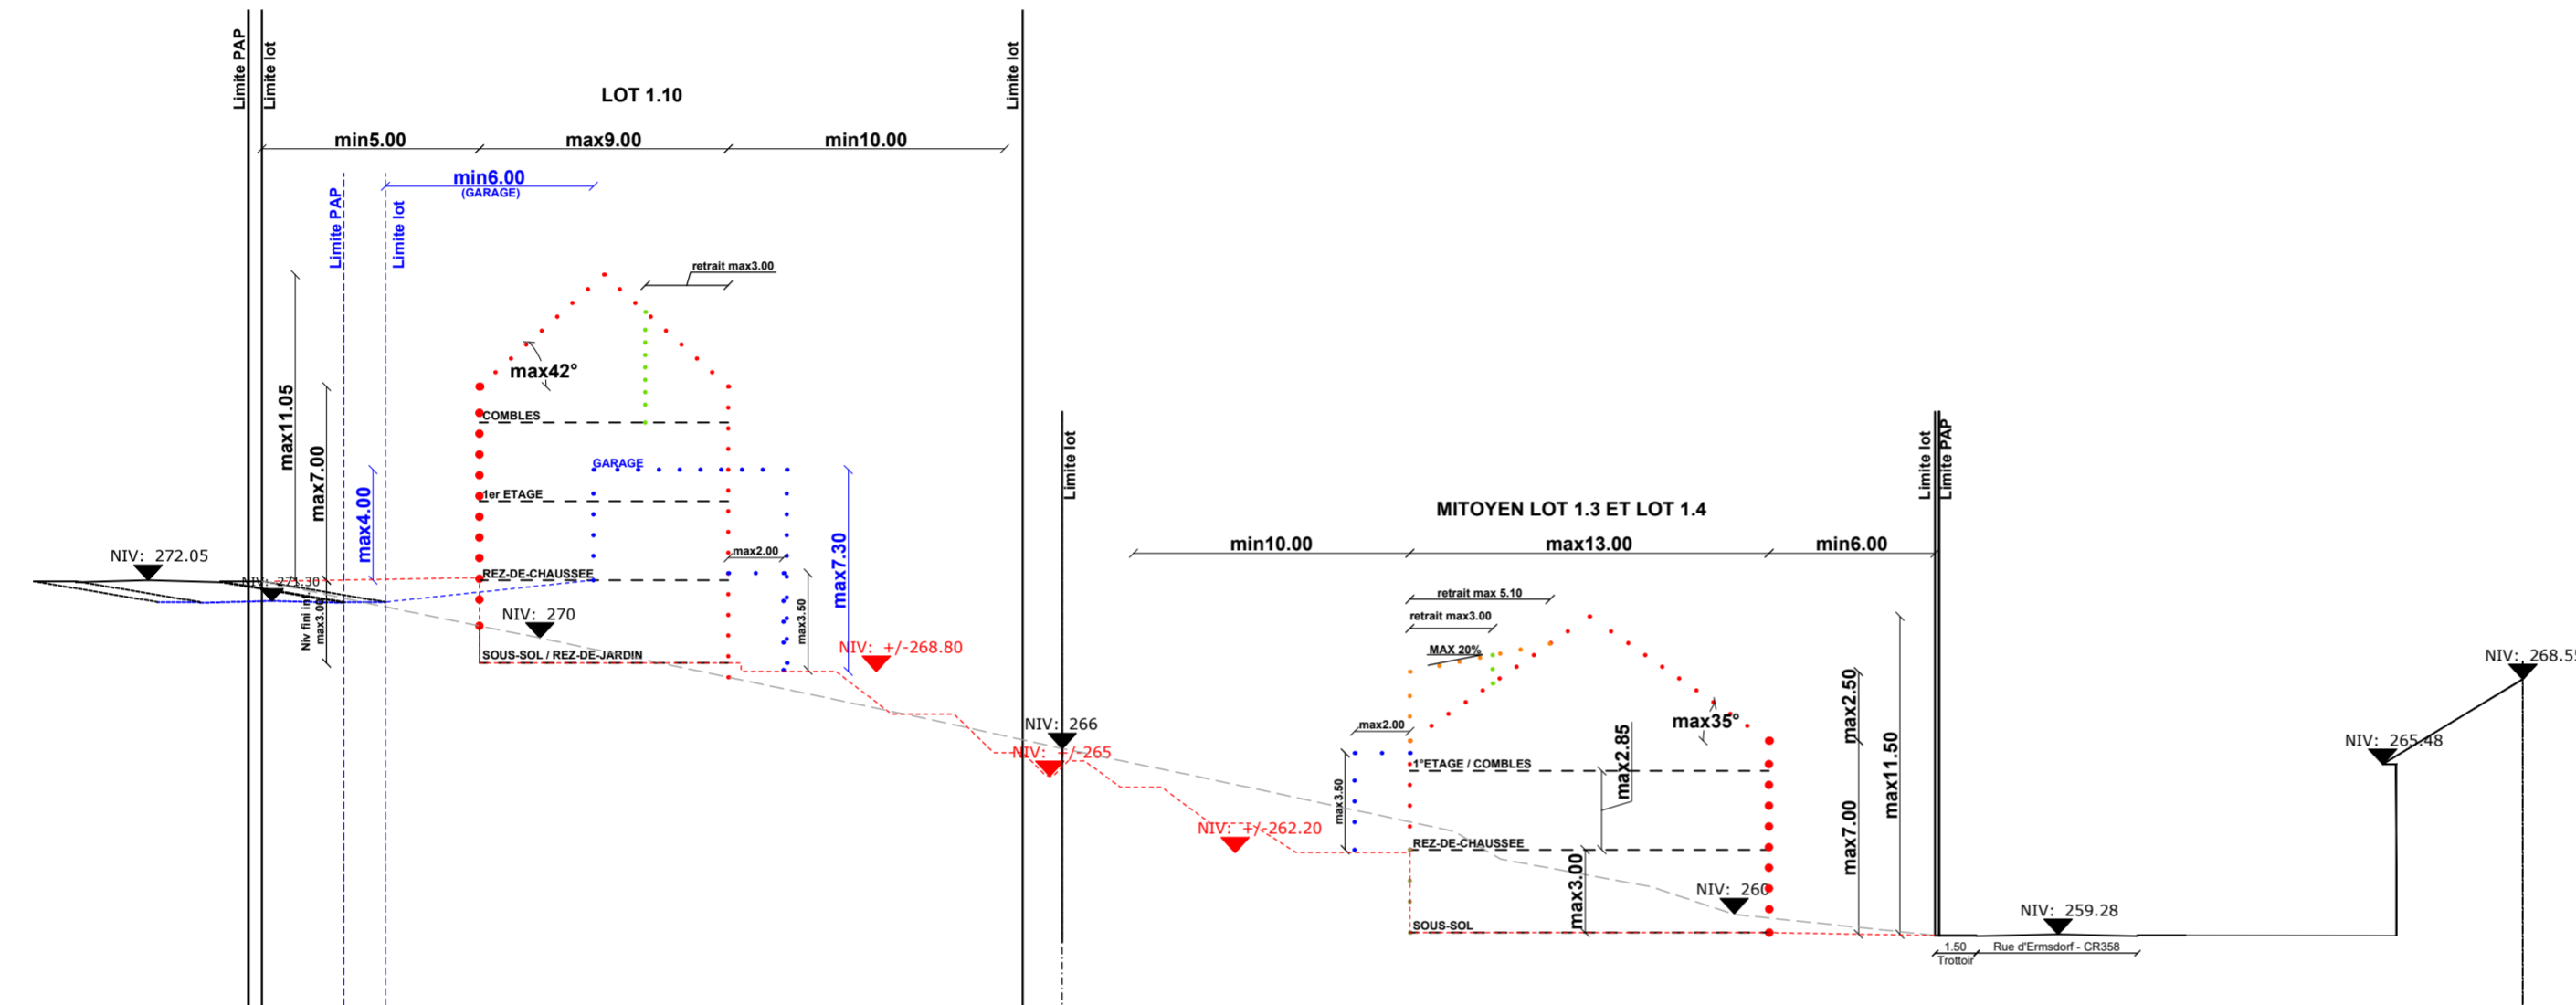 Limite PAP
Limite lot
Limite lot
LOT 1.10
min5.00
max9.00
min10.00
min6.00
(GARAGE)
Limite PAP
Limite lot
retrait max3.00
max11.05
max7.00
max4.00
max42°
COMBLES
GARAGE
1er ETAGE
max2.00
max7.30
NIV: 272.05
NIV: 271.30
REZ-DE-CHAUSSEE
Niv fini
max3.00
max3.50
NIV: 270
SOUS-SOL / REZ-DE-JARDIN
NIV: +/-268.80
Limite lot
Limite lot
Limite PAP
MITOYEN LOT 1.3 ET LOT 1.4
min10.00
max13.00
min6.00
retrait max 5.10
retrait max3.00
MAX 20%
NIV: 266
NIV: +/-265
max2.00
max35°
max2.50
max11.50
max2.85
1°ETAGE / COMBLES
max3.50
NIV: +/-262.20
REZ-DE-CHAUSSEE
max7.00
max3.00
NIV: 260
SOUS-SOL
NIV: 268.55
NIV: 265.48
NIV: 259.28
1.50
Rue d'Ermsdorf - CR358
Trottoir